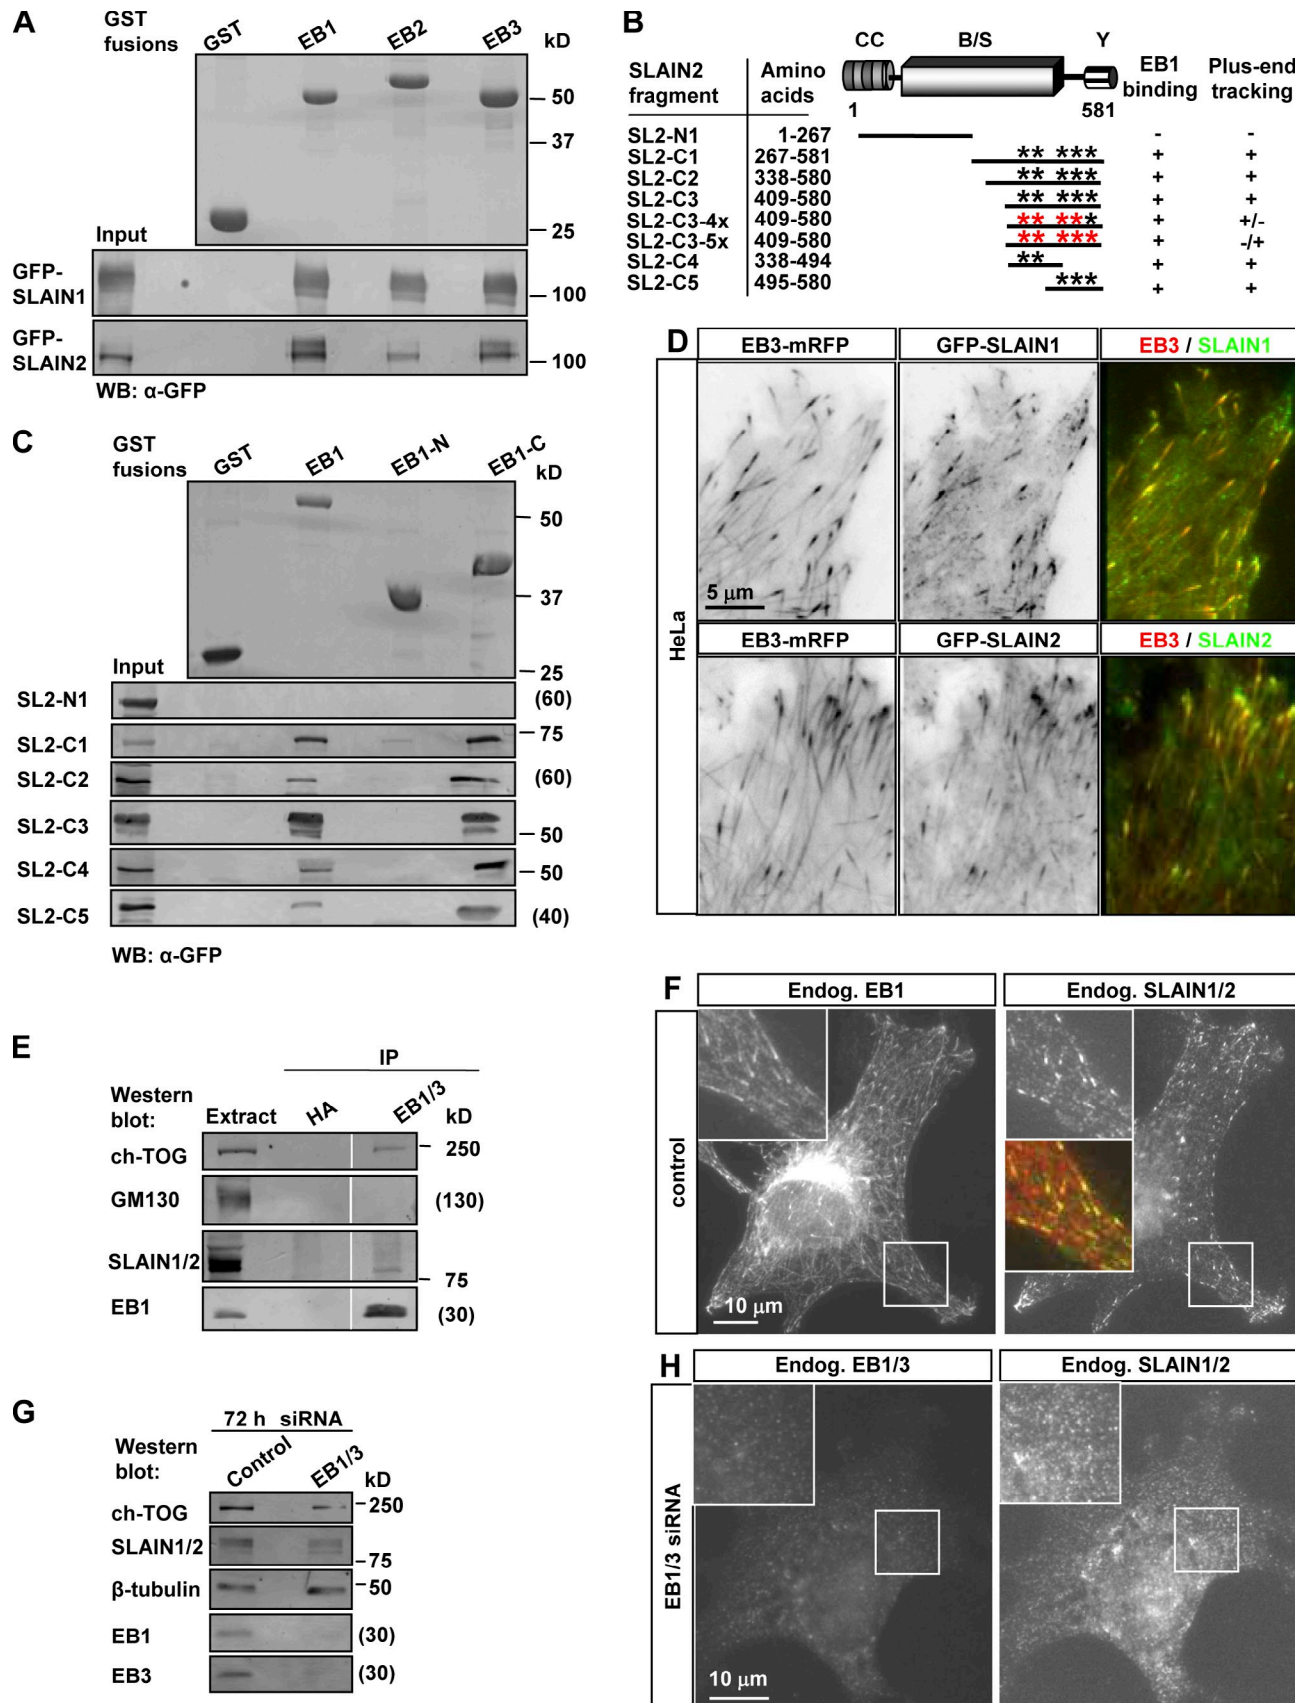 A
GST fusions
GST EB1 EB2 EB3 kD
50
37
25
Input
GFP-SLAIN1
100
GFP-SLAIN2
100
WB: α-GFP
B
CC B/S Y
SLAIN2 fragment Amino acids EB1 binding Plus-end tracking
1 581
SL2-N1 1-267 - -
SL2-C1 267-581 ** *** + +
SL2-C2 338-580 ** *** + +
SL2-C3 409-580 ** *** + +
SL2-C3-4x 409-580 ** *** + +/-
SL2-C3-5x 409-580 ** *** + -/+
SL2-C4 338-494 ** + +
SL2-C5 495-580 *** + +
C
GST fusions
GST EB1 EB1-N EB1-C kD
50
37
25
Input
SL2-N1 (60)
SL2-C1 75
SL2-C2 (60)
SL2-C3 50
SL2-C4 50
SL2-C5 (40)
WB: α-GFP
D
HeLa
EB3-mRFP GFP-SLAIN1 EB3 / SLAIN1
5 μm
EB3-mRFP GFP-SLAIN2 EB3 / SLAIN2
E
IP
Western blot:
Extract HA EB1/3 kD
ch-TOG 250
GM130 (130)
SLAIN1/2 75
EB1 (30)
F
Endog. EB1 Endog. SLAIN1/2
control
10 μm
G
72 h siRNA
Western blot:
Control EB1/3 kD
ch-TOG 250
SLAIN1/2 75
β-tubulin 50
EB1 (30)
EB3 (30)
H
Endog. EB1/3 Endog. SLAIN1/2
EB1/3 siRNA
10 μm